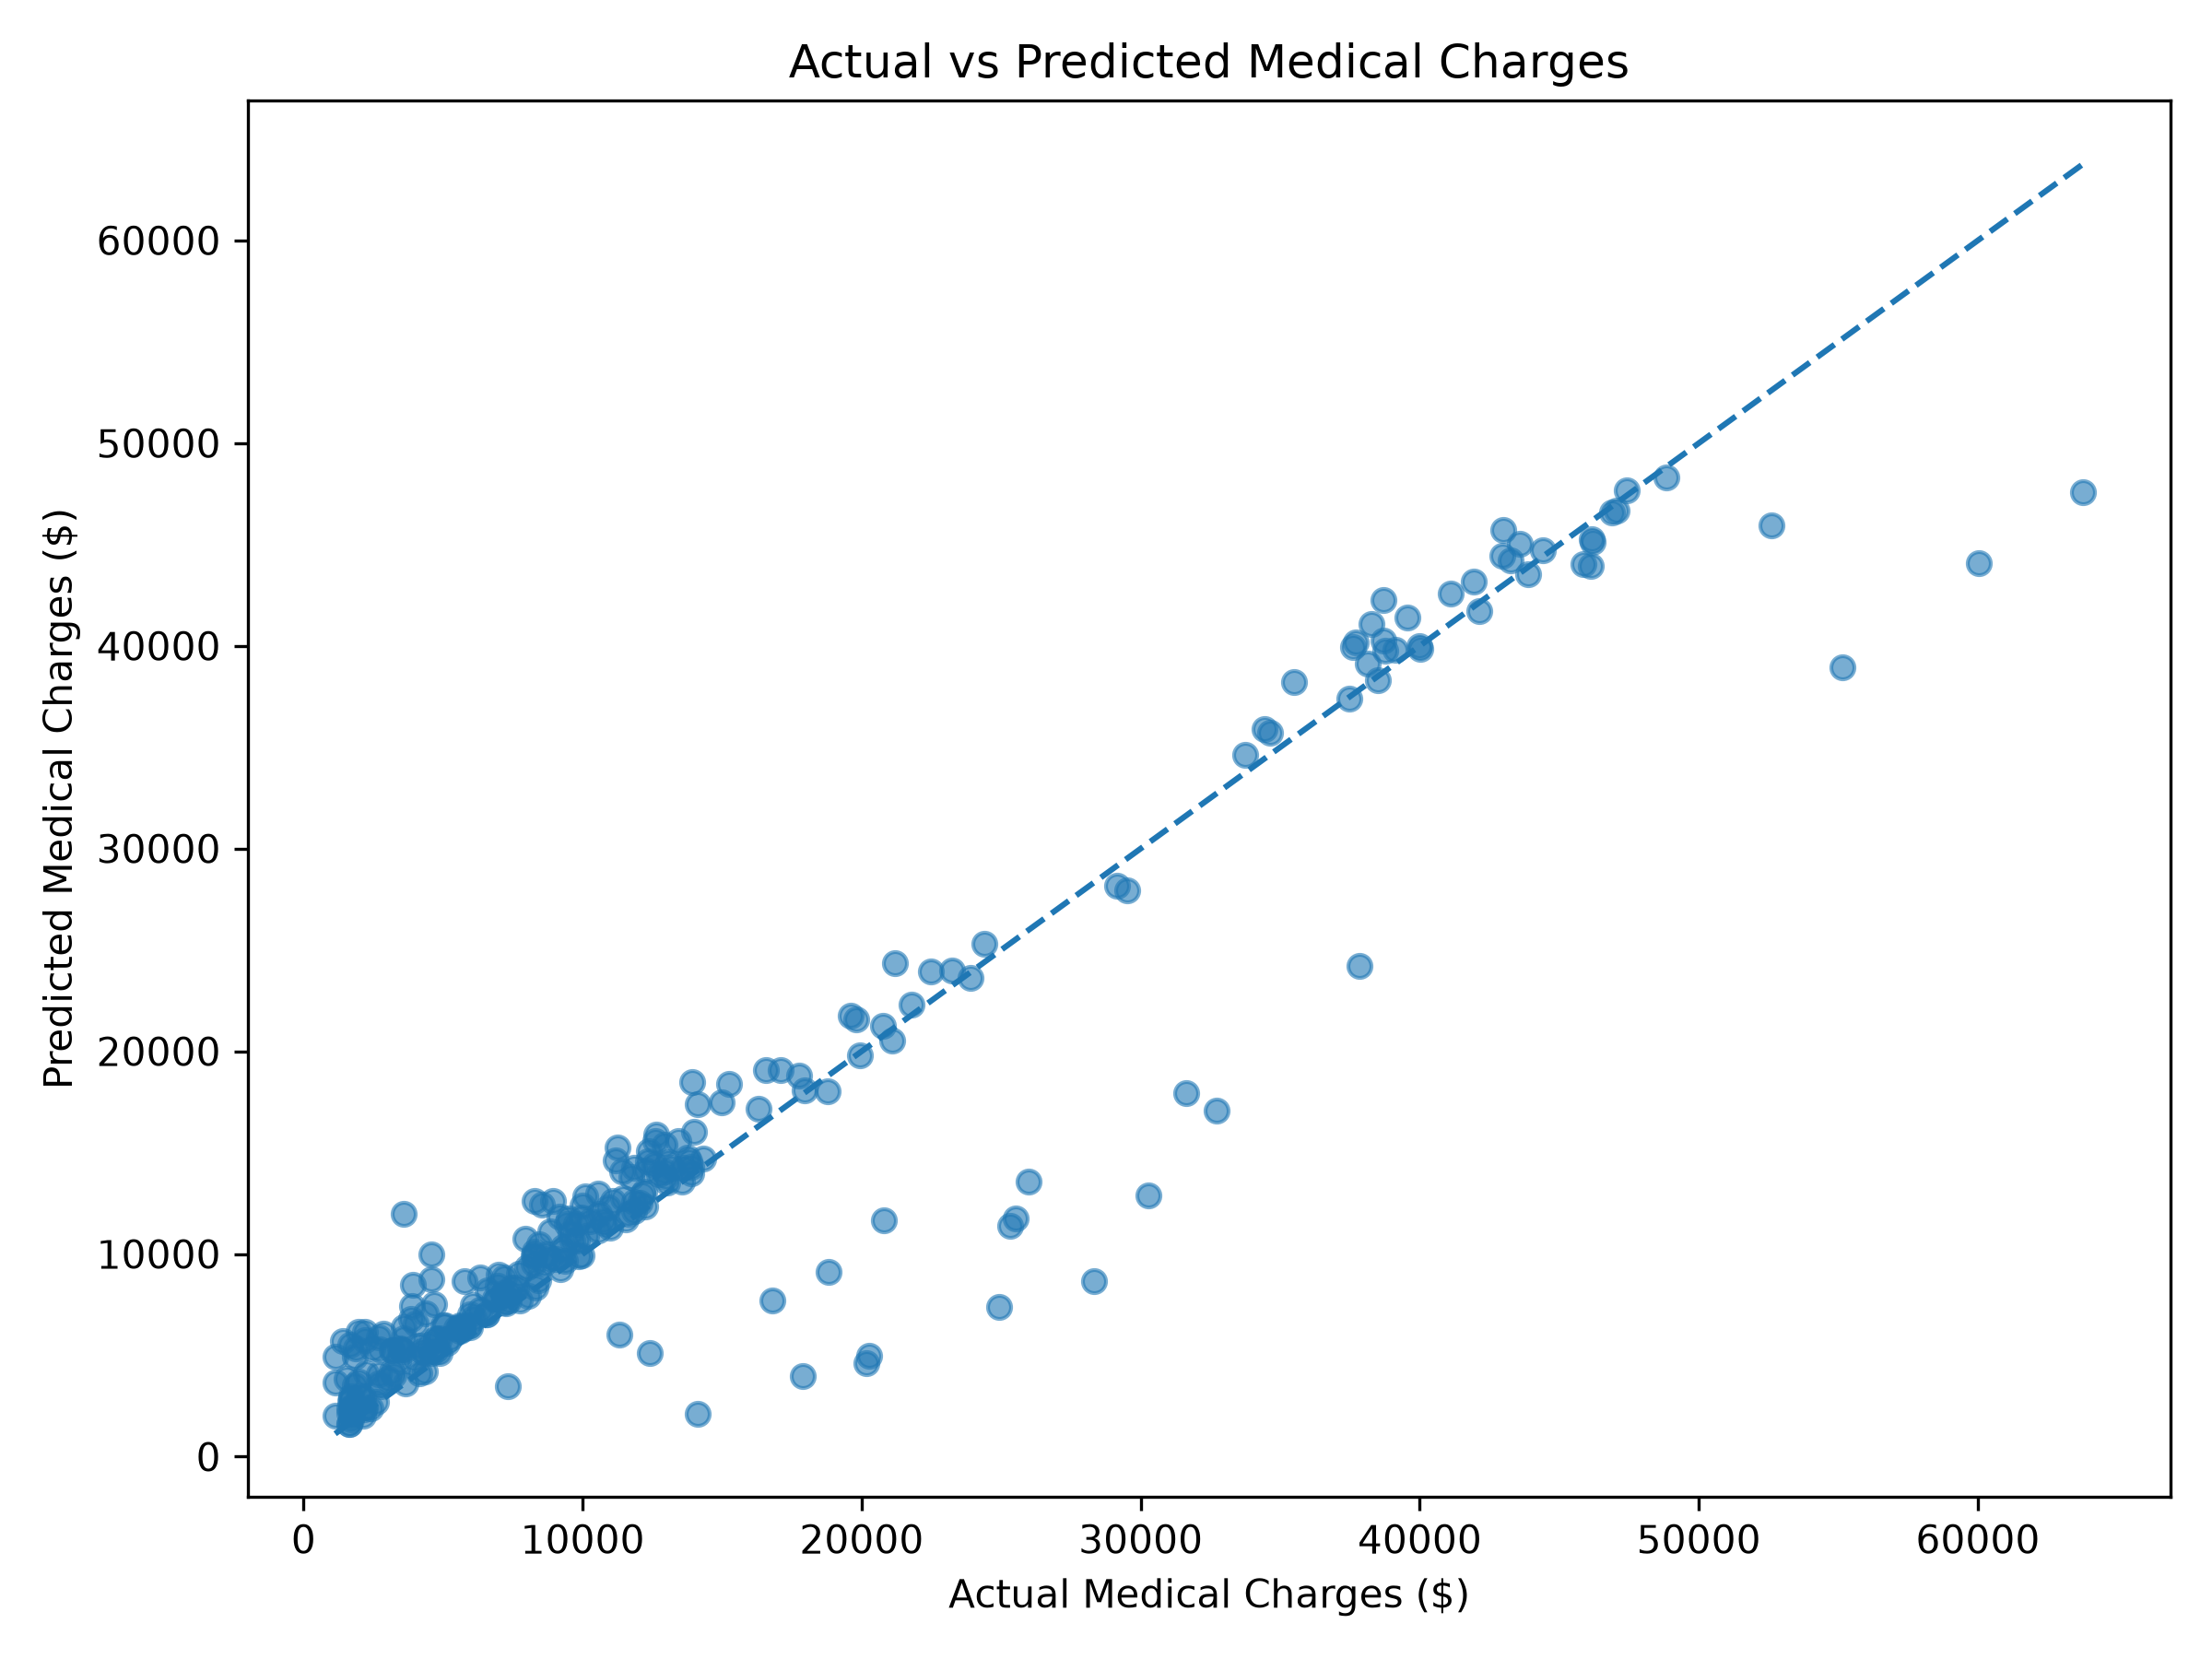 Actual vs Predicted Medical Charges
Predicted Medical Charges ($)
60000
50000
40000
30000
20000
10000
0
0 10000 20000 30000 40000 50000 60000
Actual Medical Charges ($)